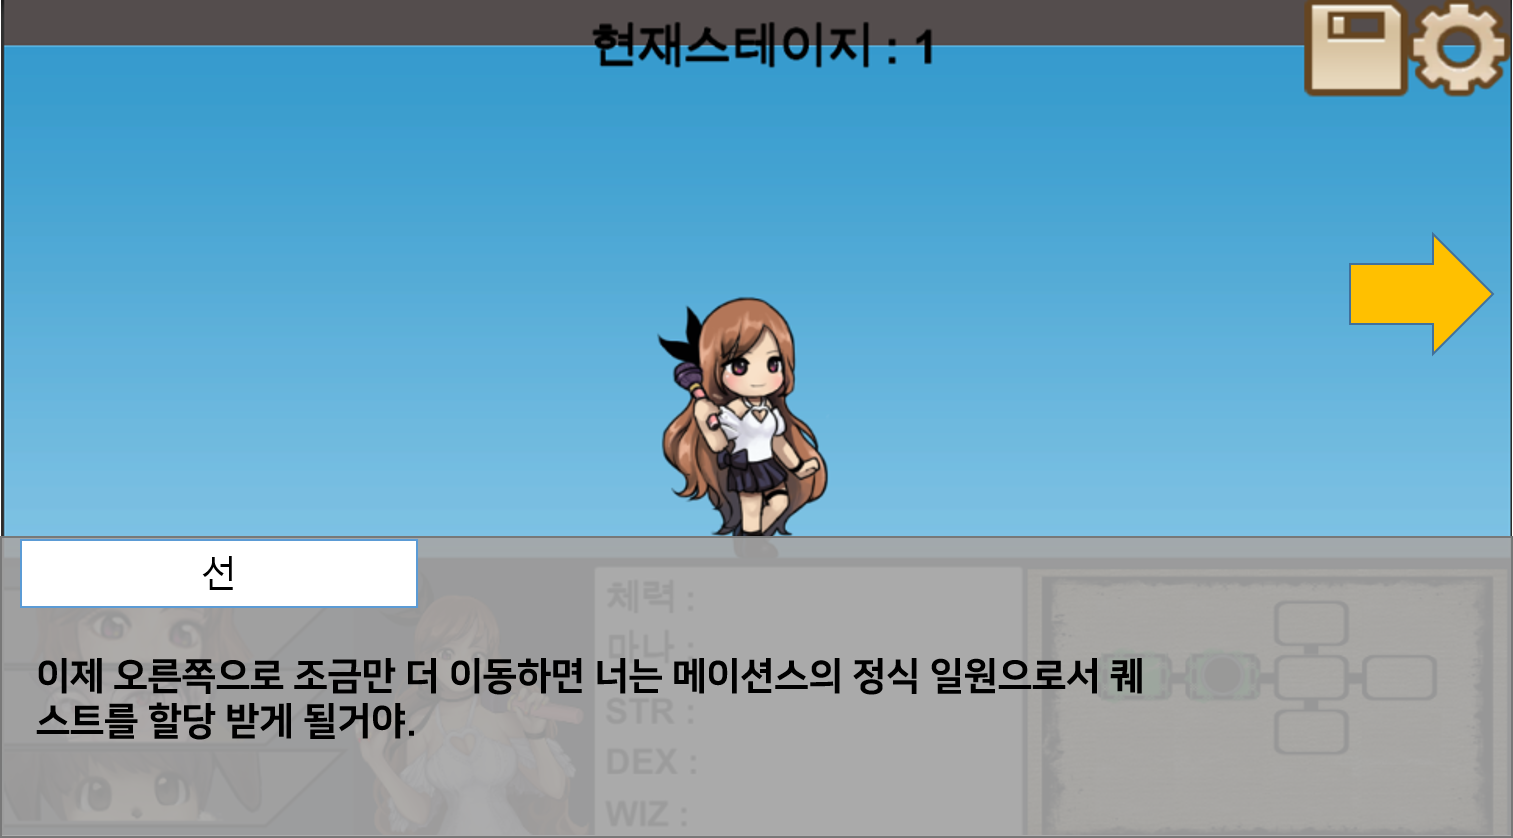 현재스테이지 : 1
선
이제 오른쪽으로 조금만 더 이동하면 너는 메이션스의 정식 일원으로서 퀘
스트를 할당 받게 될거야.
체력 :
마나 :
STR :
DEX :
WIZ :